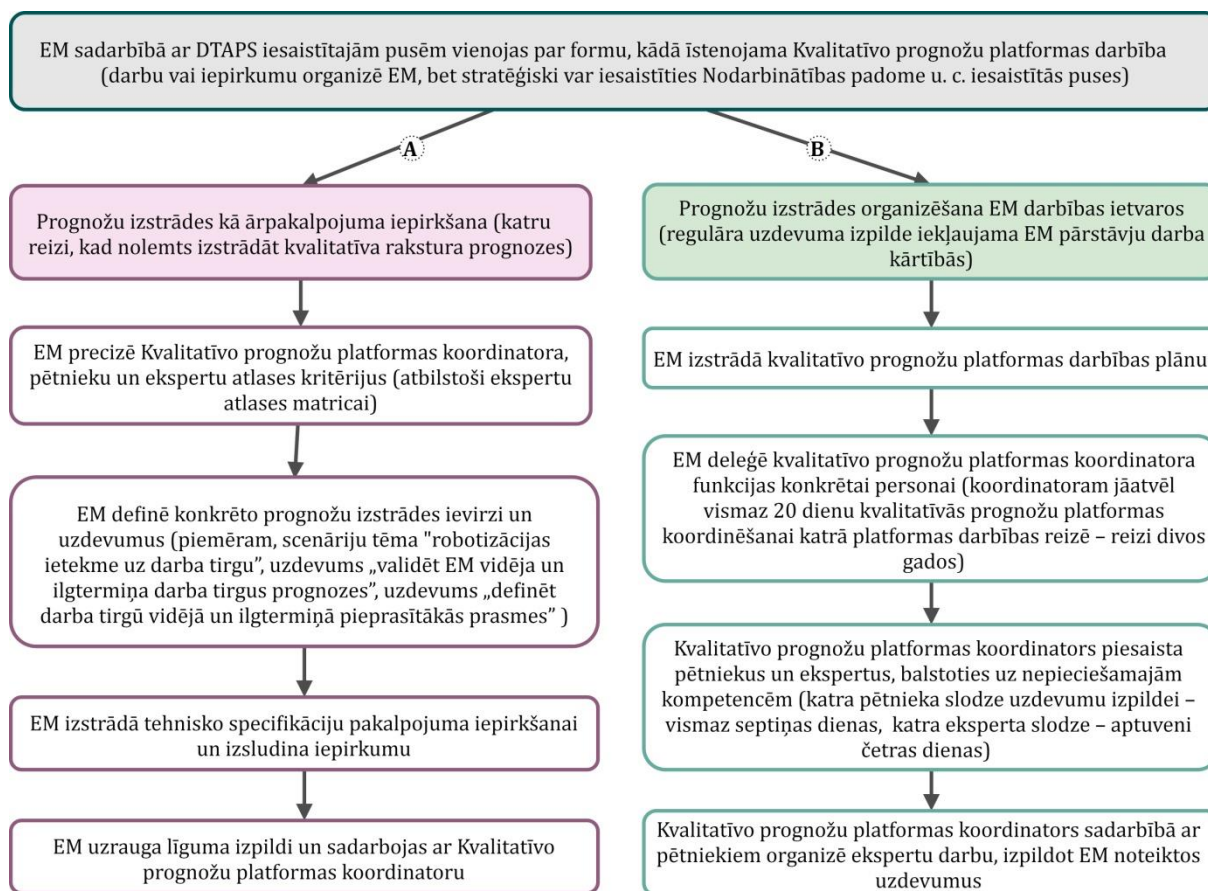 EM sadarbībā ar DTAPS iesaistītajām pusēm vienojas par formu, kādā īstenojama Kvalitatīvo prognožu platformas darbība
(darbu vai iepirkumu organizē EM, bet stratēģiski var iesaistīties Nodarbinātības padome u. c. iesaistītās puses)
A
Prognožu izstrādes kā ārpakalpojuma iepirkšana (katru
reizi, kad nolemts izstrādāt kvalitatīva rakstura prognozes)
EM precizē Kvalitatīvo prognožu platformas koordinatora,
pētnieku un ekspertu atlases kritērijus (atbilstoši ekspertu
atlases matricai)
EM definē konkrēto prognožu izstrādes ievirzi un
uzdevumus (piemēram, scenāriju tēma "robotizācijas
ietekme uz darba tirgu”, uzdevums „validēt EM vidēja un
ilgtermiņa darba tirgus prognozes”, uzdevums „definēt
darba tirgū vidējā un ilgtermiņā pieprasītākās prasmes” )
EM izstrādā tehnisko specifikāciju pakalpojuma iepirkšanai
un izsludina iepirkumu
EM uzrauga līguma izpildi un sadarbojas ar Kvalitatīvo
prognožu platformas koordinatoru
B
Prognožu izstrādes organizēšana EM darbības ietvaros
(regulāra uzdevuma izpilde iekļaujama EM pārstāvju darba
kārtībās)
EM izstrādā kvalitatīvo prognožu platformas darbības plānu
EM deleģē kvalitatīvo prognožu platformas koordinatora
funkcijas konkrētai personai (koordinatoram jāatvēl
vismaz 20 dienu kvalitatīvās prognožu platformas
koordinēšanai katrā platformas darbības reizē – reizi divos
gados)
Kvalitatīvo prognožu platformas koordinators piesaista
pētniekus un ekspertus, balstoties uz nepieciešamajām
kompetencēm (katra pētnieka slodze uzdevumu izpildei –
vismaz septiņas dienas, katra eksperta slodze – aptuveni
četras dienas)
Kvalitatīvo prognožu platformas koordinators sadarbībā ar
pētniekiem organizē ekspertu darbu, izpildot EM noteiktos
uzdevumus